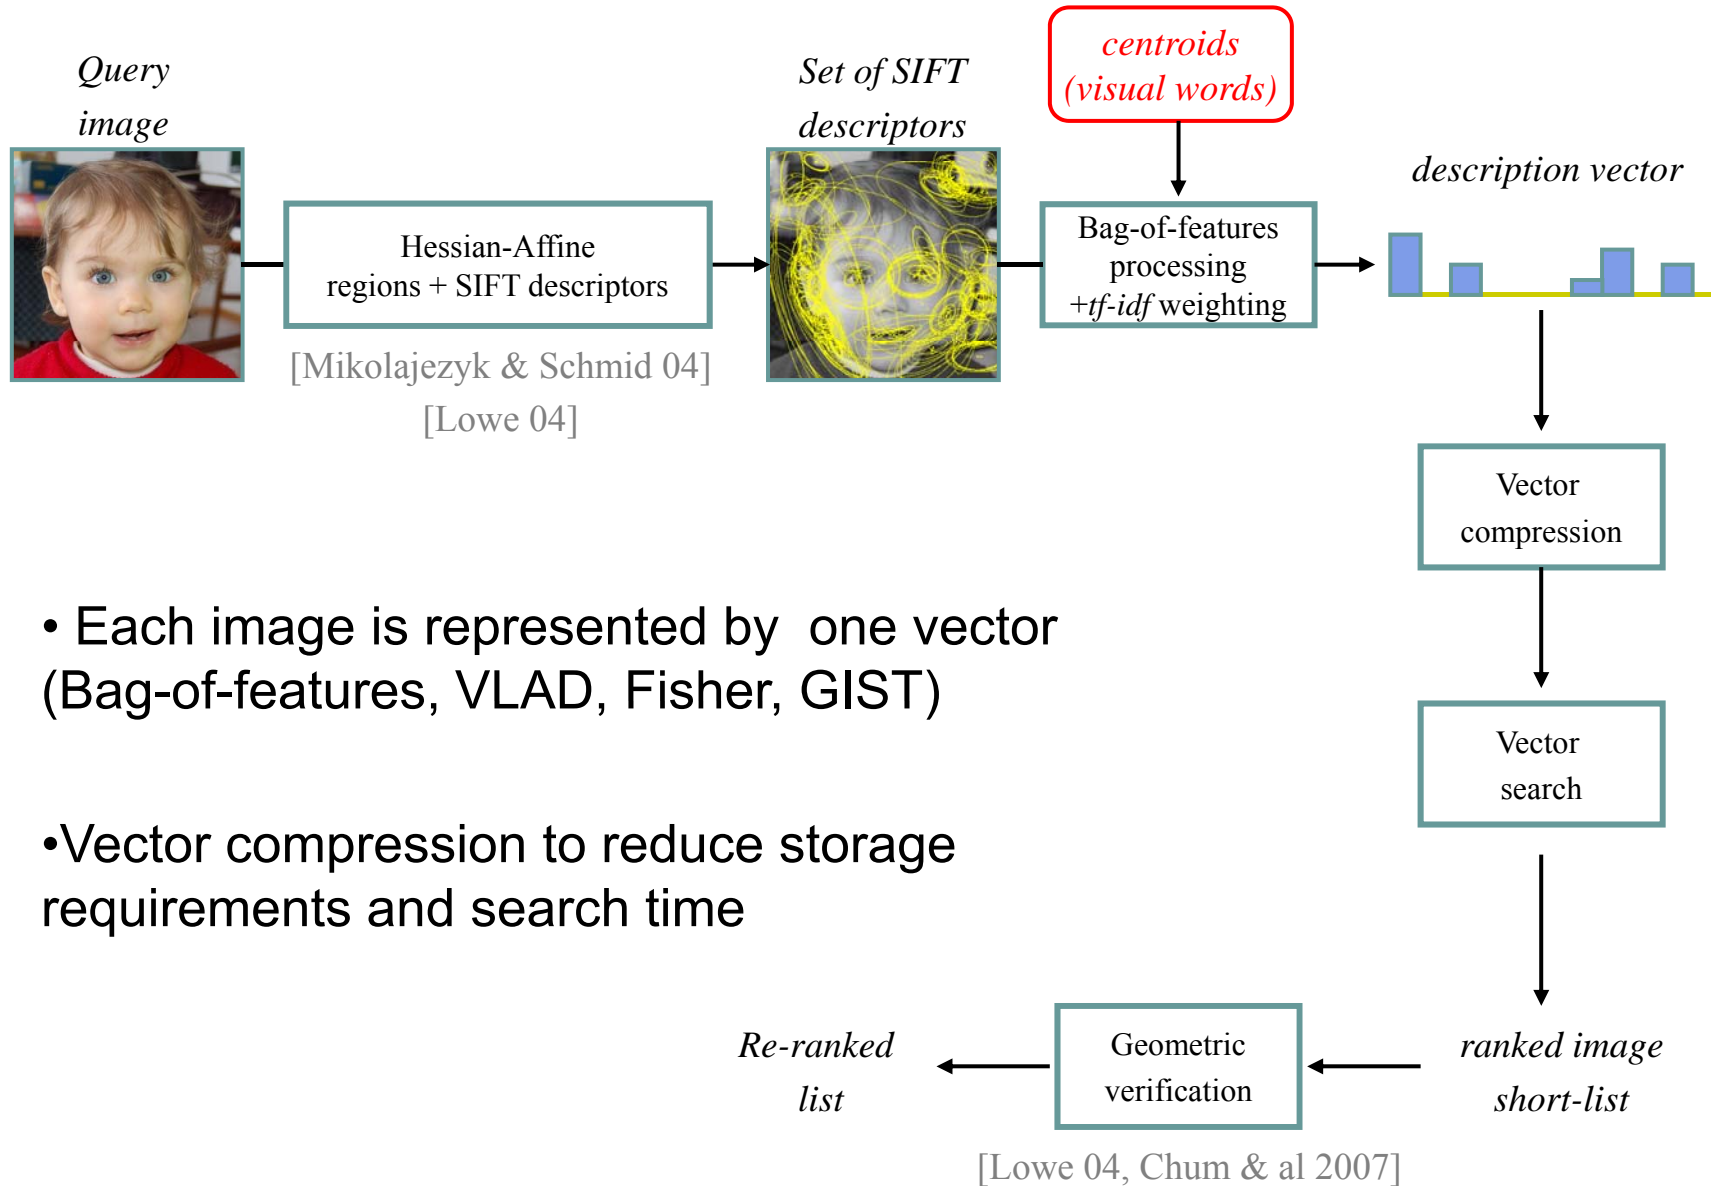 Query
image
Set of SIFT
descriptors
centroids
(visual words)
description vector
Hessian-Affine
regions + SIFT descriptors
Bag-of-features
processing
+tf-idf weighting
[Mikolajezyk & Schmid 04]
[Lowe 04]
Vector
compression
• Each image is represented by  one vector
(Bag-of-features, VLAD, Fisher, GIST)
Vector
search
•Vector compression to reduce storage
requirements and search time
Re-ranked
list
Geometric
verification
ranked image
short-list
[Lowe 04, Chum & al 2007]